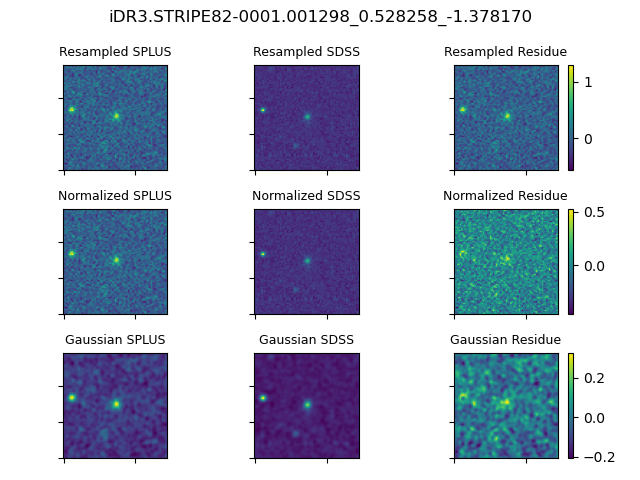 iDR3.STRIPE82-0001.001298_0.528258_-1.378170
Resampled SPLUS
Resampled SDSS
Resampled Residue
1
0
Normalized SPLUS
Normalized SDSS
Normalized Residue
0.5
0.0
Gaussian SPLUS
Gaussian SDSS
Gaussian Residue
0.2
0.0
−0.2